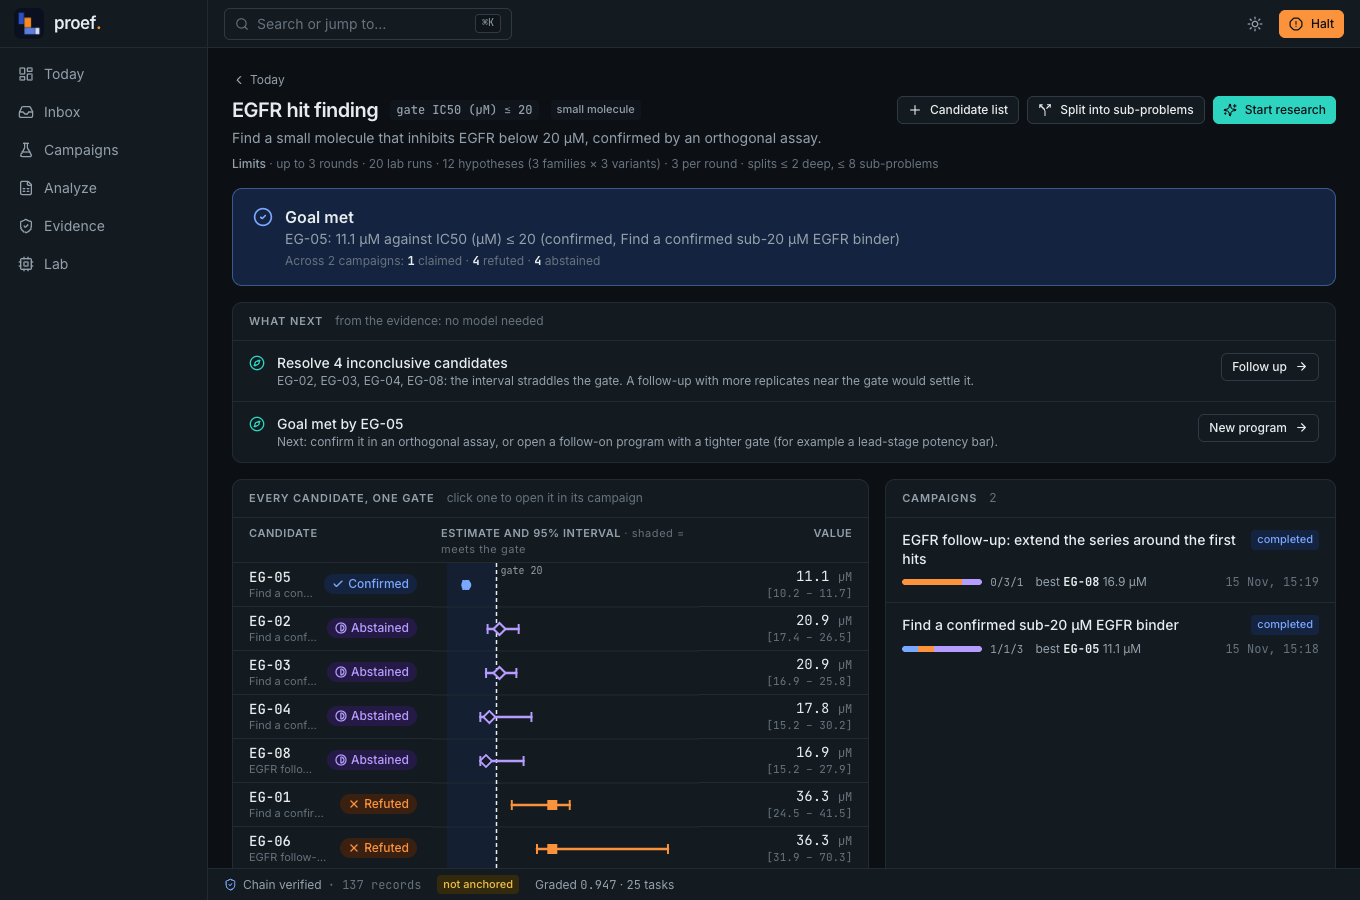 proef.
Search or jump to...
⌘K
Halt
Today
Inbox
Campaigns
Analyze
Evidence
Lab
Today
EGFR hit finding
gate IC50 (µM) ≤ 20
small molecule
Candidate list
Split into sub-problems
Start research
Find a small molecule that inhibits EGFR below 20 µM, confirmed by an orthogonal assay.
Limits · up to 3 rounds · 20 lab runs · 12 hypotheses (3 families × 3 variants) · 3 per round · splits ≤ 2 deep, ≤ 8 sub-problems
Goal met
EG-05: 11.1 µM against IC50 (µM) ≤ 20 (confirmed, Find a confirmed sub-20 µM EGFR binder)
Across 2 campaigns: 1 claimed · 4 refuted · 4 abstained
WHAT NEXT from the evidence: no model needed
Resolve 4 inconclusive candidates
EG-02, EG-03, EG-04, EG-08: the interval straddles the gate. A follow-up with more replicates near the gate would settle it.
Follow up
Goal met by EG-05
Next: confirm it in an orthogonal assay, or open a follow-on program with a tighter gate (for example a lead-stage potency bar).
New program
EVERY CANDIDATE, ONE GATE click one to open it in its campaign
CANDIDATE
ESTIMATE AND 95% INTERVAL · shaded =
meets the gate
VALUE
gate 20
EG-05
Find a con...
Confirmed
11.1 µM
[10.2 – 11.7]
EG-02
Find a conf...
Abstained
20.9 µM
[17.4 – 26.5]
EG-03
Find a conf...
Abstained
20.9 µM
[16.9 – 25.8]
EG-04
Find a conf...
Abstained
17.8 µM
[15.2 – 30.2]
EG-08
EGFR follo...
Abstained
16.9 µM
[15.2 – 27.9]
EG-01
Find a confir...
Refuted
36.3 µM
[24.5 – 41.5]
EG-06
EGFR follow-...
Refuted
36.3 µM
[31.9 – 70.3]
CAMPAIGNS 2
EGFR follow-up: extend the series around the first
hits
completed
0/3/1 best EG-08 16.9 µM
15 Nov, 15:19
Find a confirmed sub-20 µM EGFR binder
completed
1/1/3 best EG-05 11.1 µM
15 Nov, 15:18
Chain verified · 137 records
not anchored
Graded 0.947 · 25 tasks